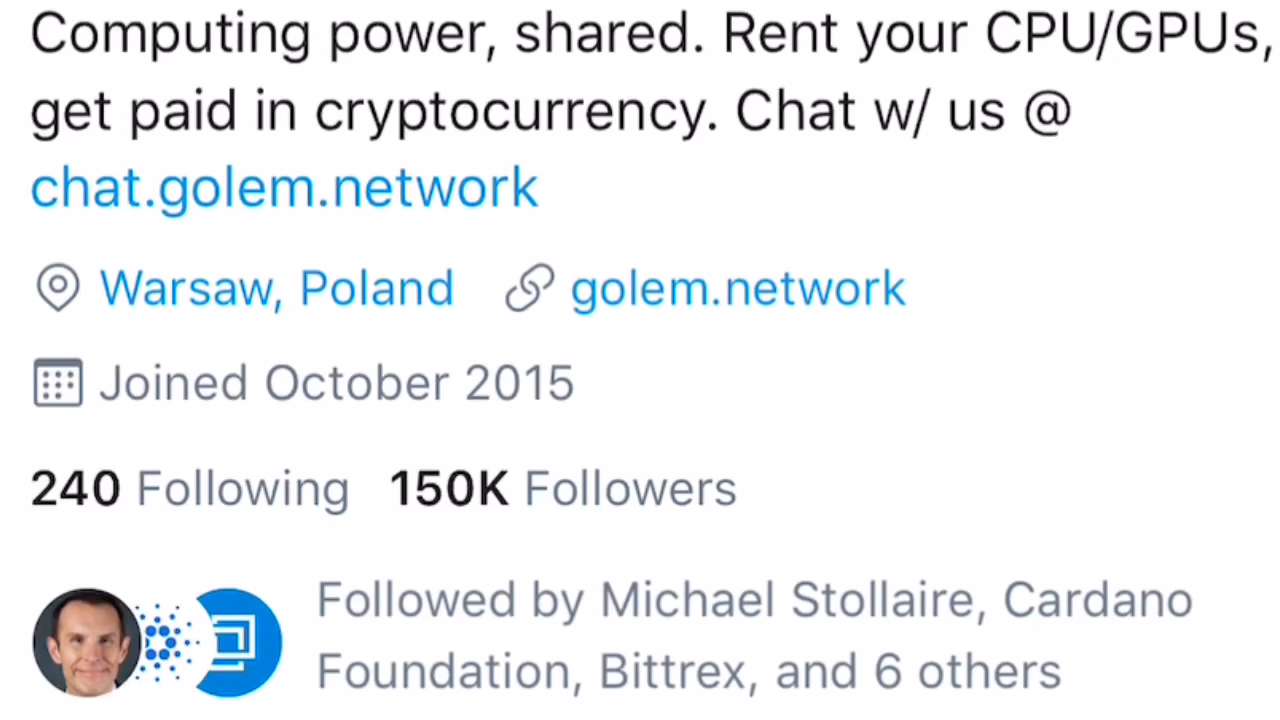 Computing power, shared. Rent your CPU/GPUs,
get paid in cryptocurrency. Chat w/ us @
chat.golem.network
Warsaw, Poland golem.network
Joined October 2015
240 Following 150K Followers
Followed by Michael Stollaire, Cardano
Foundation, Bittrex, and 6 others